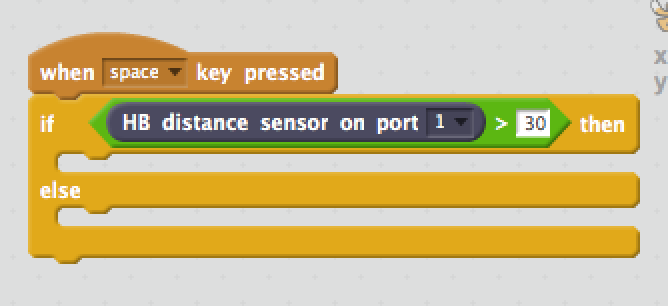 when space key pressed
x
if HB distance sensor on port 1 > 30 then
y
else